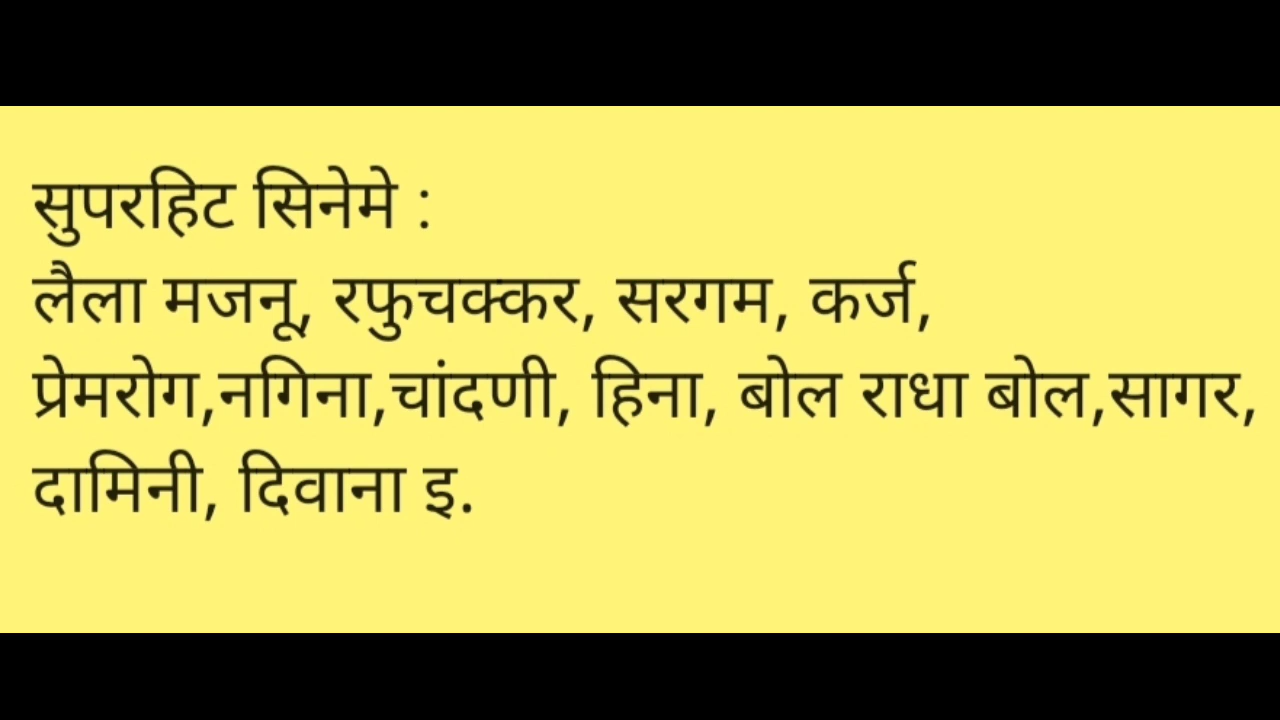 सुपरहिट सिनेमे :
लैला मजनू, रफुचक्कर, सरगम, कर्ज,
प्रेमरोग,नगिना,चांदणी, हिना, बोल राधा बोल,सागर,
दामिनी, दिवाना इ.